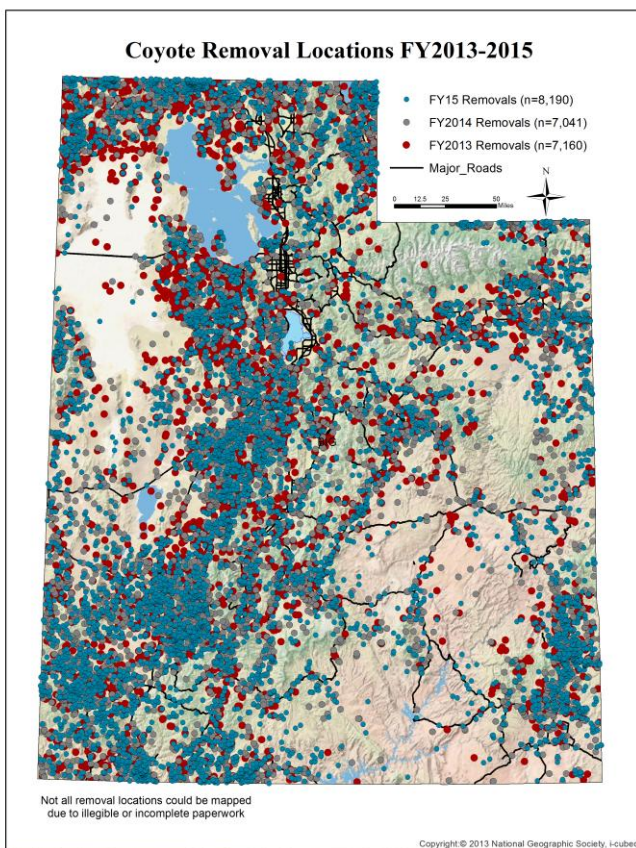 Coyote Removal Locations FY2013-2015
FY15 Removals (n=8,190)
FY2014 Removals (n=7,041)
FY2013 Removals (n=7,160)
Major_Roads
N
0 12.5 25 50
Miles
Not all removal locations could be mapped
due to illegible or incomplete paperwork
Copyright:© 2013 National Geographic Society, i-cubed